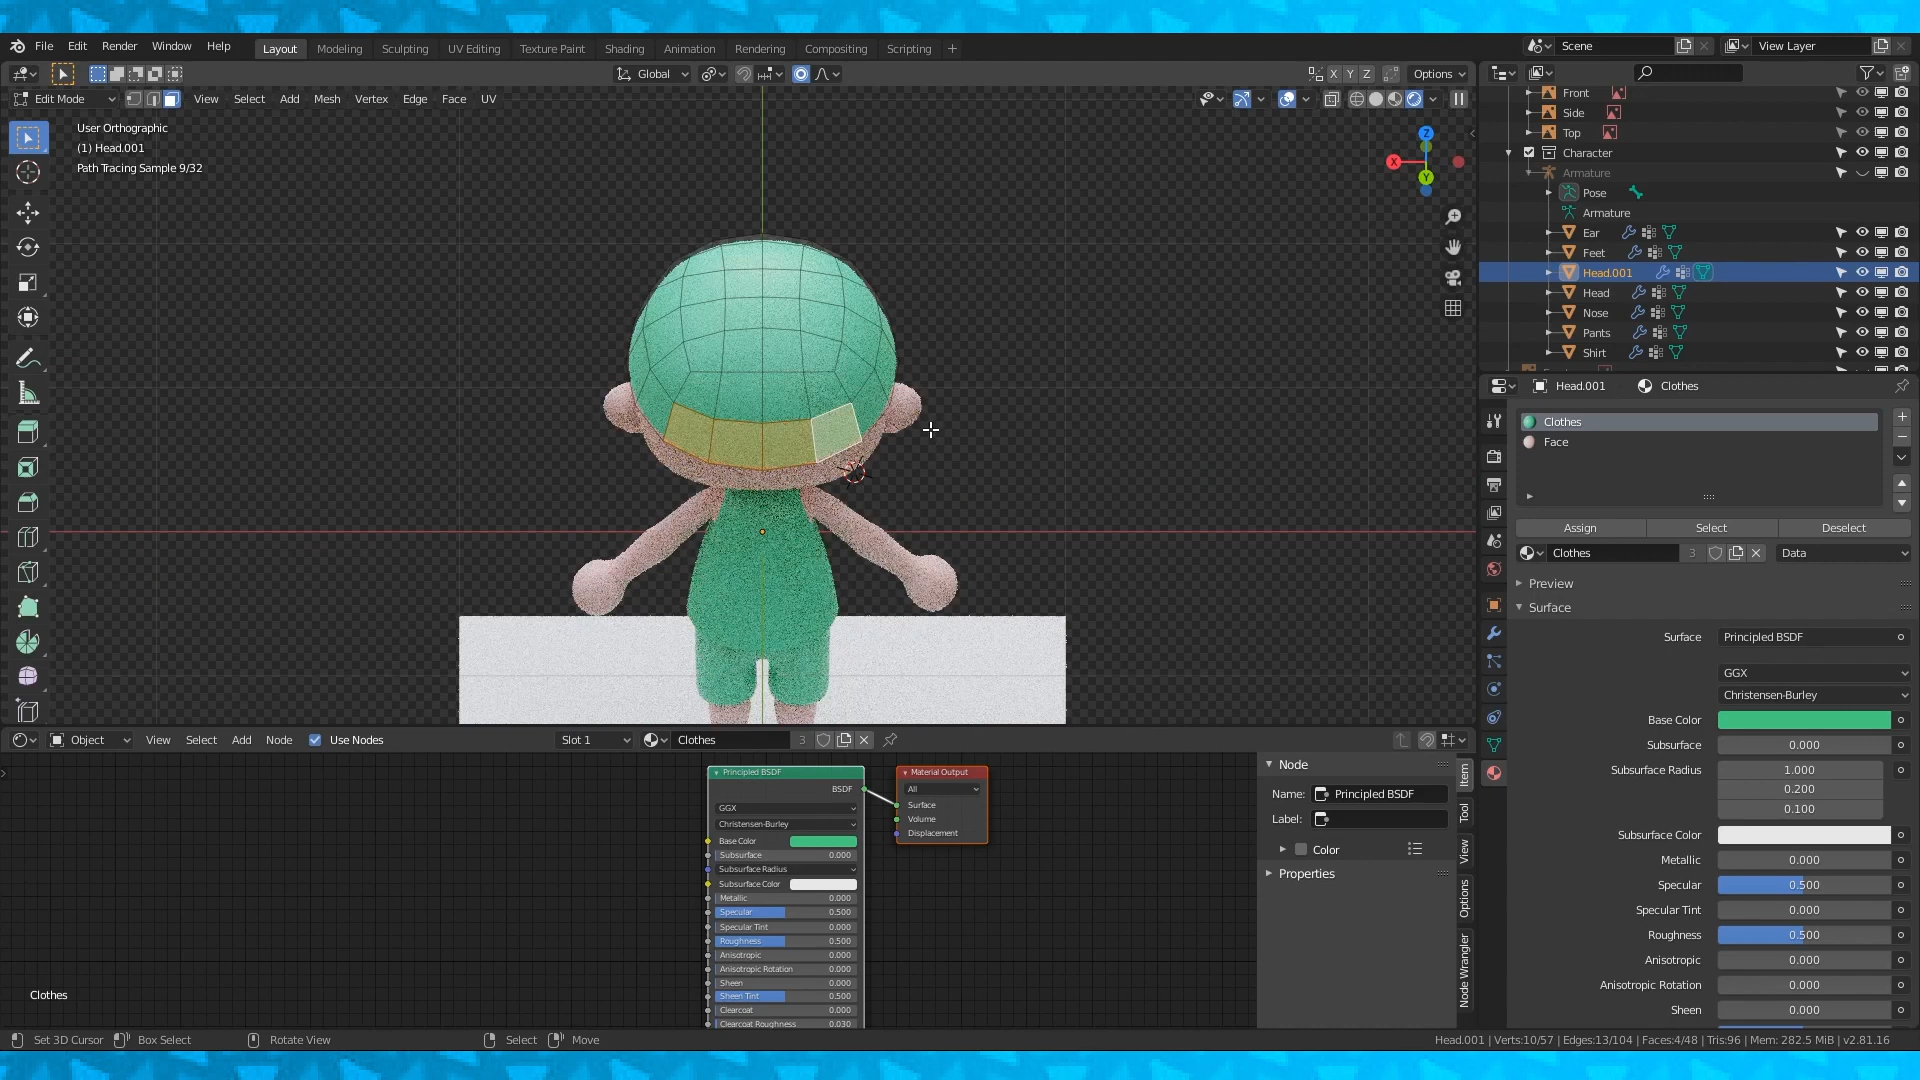 File Edit Render Window Help
Layout Modeling Sculpting UV Editing Texture Paint Shading Animation Rendering Compositing Scripting +
Scene
View Layer
Global
X Y Z
Options
Edit Mode
View Select Add Mesh Vertex Edge Face UV
User Orthographic
(1) Head.001
Path Tracing Sample 9/32
Z
X
Y
Front
Side
Top
Character
Armature
Pose
Armature
Ear
Feet
Head.001
Head
Nose
Pants
Shirt
Head.001 Clothes
Clothes
Face
Assign Select Deselect
Clothes 3 Data
Preview
Surface
Surface Principled BSDF
GGX
Christensen-Burley
Base Color
Subsurface 0.000
Subsurface Radius 1.000
0.200
0.100
Subsurface Color
Metallic 0.000
Specular 0.500
Specular Tint 0.000
Roughness 0.500
Anisotropic 0.000
Anisotropic Rotation 0.000
Sheen 0.000
Object View Select Add Node Use Nodes Slot 1 Clothes 3
Principled BSDF
BSDF
GGX
Christensen-Burley
Base Color
Subsurface 0.000
Subsurface Radius
Subsurface Color
Metallic 0.000
Specular 0.500
Specular Tint 0.000
Roughness 0.500
Anisotropic 0.000
Anisotropic Rotation 0.000
Sheen 0.000
Sheen Tint 0.500
Clearcoat 0.000
Clearcoat Roughness 0.030
Material Output
All
Surface
Volume
Displacement
Node
Name: Principled BSDF
Label:
Color
Properties
Item
Tool
View
Options
Node Wrangler
Clothes
Set 3D Cursor Box Select Rotate View Select Move
Head.001 | Verts:10/57 | Edges:13/104 | Faces:4/48 | Tris:96 | Mem: 282.5 MiB | v2.81.16